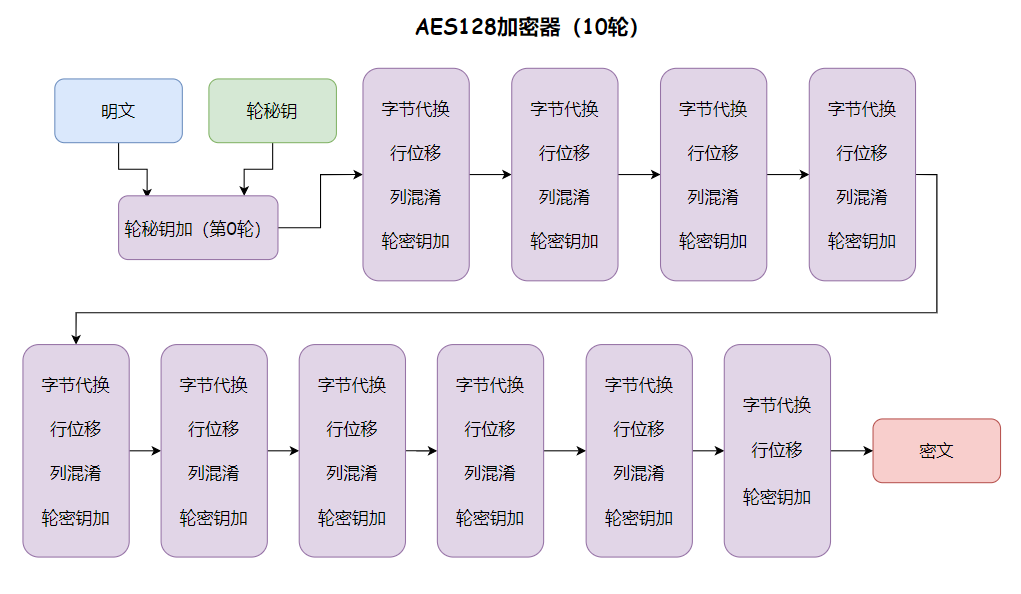 AES128加密器（10轮）
明文
轮秘钥
轮秘钥加（第0轮）
字节代换
行位移
列混淆
轮密钥加
字节代换
行位移
列混淆
轮密钥加
字节代换
行位移
列混淆
轮密钥加
字节代换
行位移
列混淆
轮密钥加
字节代换
行位移
列混淆
轮密钥加
字节代换
行位移
列混淆
轮密钥加
字节代换
行位移
列混淆
轮密钥加
字节代换
行位移
列混淆
轮密钥加
字节代换
行位移
列混淆
轮密钥加
字节代换
行位移
轮密钥加
密文